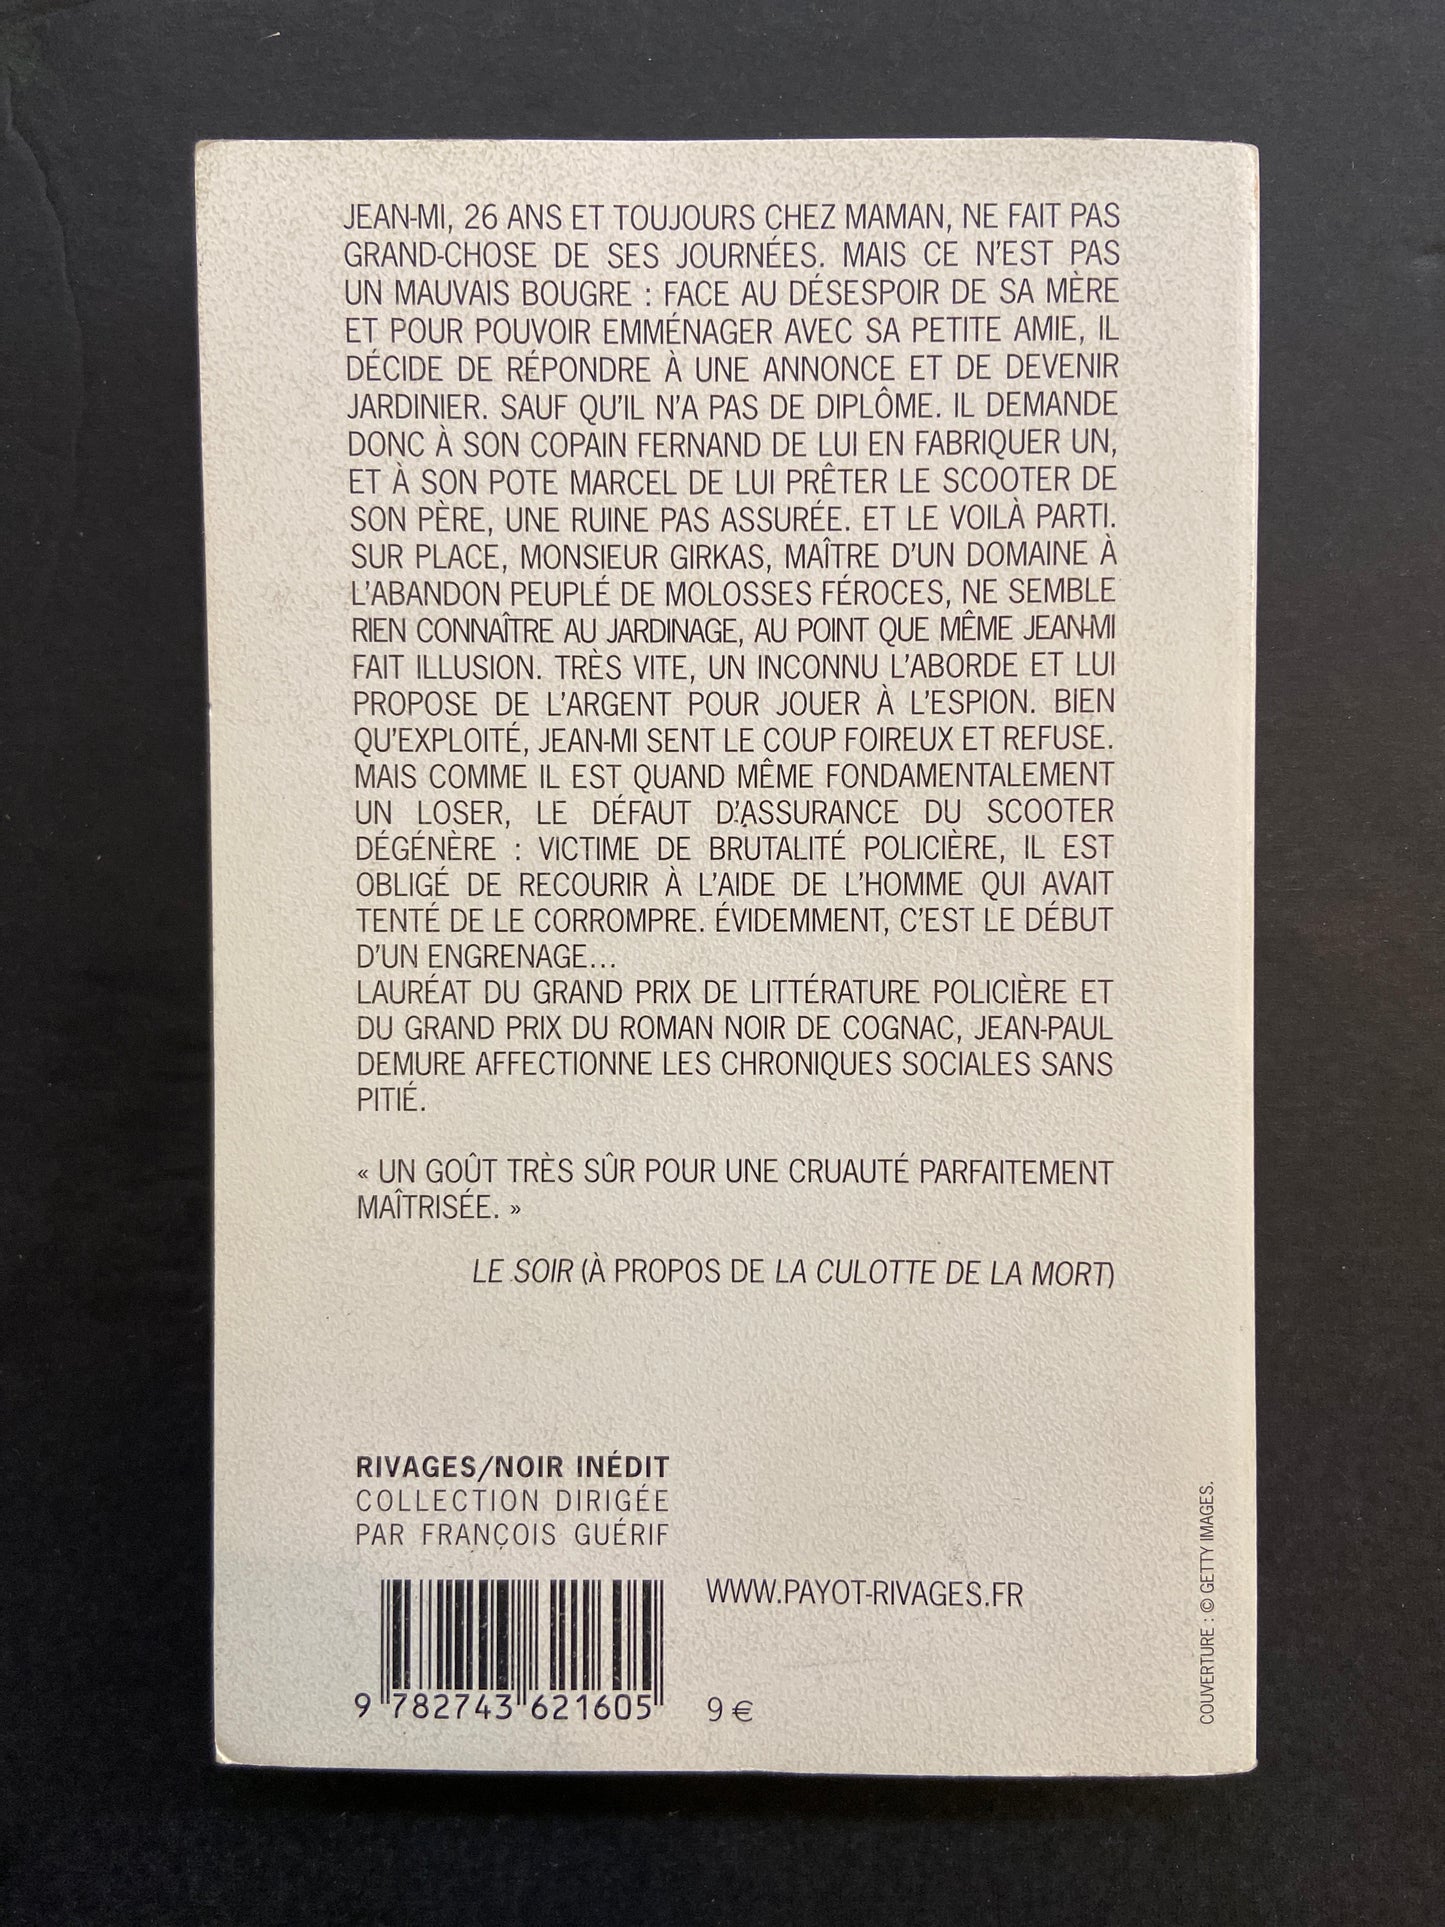 JEAN-MI, 26 ANS ET TOUJOURS CHEZ MAMAN, NE FAIT PAS
GRAND-CHOSE DE SES JOURNÉES. MAIS CE N'EST PAS
UN MAUVAIS BOUGRE : FACE AU DÉSESPOIR DE SA MÈRE
ET POUR POUVOIR EMMÉNAGER AVEC SA PETITE AMIE, IL
DÉCIDE DE RÉPONDRE À UNE ANNONCE ET DE DEVENIR
JARDINIER. SAUF QU'IL N'A PAS DE DIPLÔME. IL DEMANDE
DONC À SON COPAIN FERNAND DE LUI EN FABRIQUER UN,
ET À SON POTE MARCEL DE LUI PRÊTER LE SCOOTER DE
SON PÈRE, UNE RUINE PAS ASSURÉE. ET LE VOILÀ PARTI.
SUR PLACE, MONSIEUR GIRKAS, MAÎTRE D'UN DOMAINE À
L'ABANDON PEUPLÉ DE MOLOSSES FÉROCES, NE SEMBLE
RIEN CONNAÎTRE AU JARDINAGE, AU POINT QUE MÊME JEAN-MI
FAIT ILLUSION. TRÈS VITE, UN INCONNU L'ABORDE ET LUI
PROPOSE DE L'ARGENT POUR JOUER À L'ESPION. BIEN
QU'EXPLOITÉ, JEAN-MI SENT LE COUP FOIREUX ET REFUSE.
MAIS COMME IL EST QUAND MÊME FONDAMENTALEMENT
UN LOSER, LE DÉFAUT D'ASSURANCE DU SCOOTER
DÉGÉNÈRE : VICTIME DE BRUTALITÉ POLICIÈRE, IL EST
OBLIGÉ DE RECOURIR À L'AIDE DE L'HOMME QUI AVAIT
TENTÉ DE LE CORROMPRE. ÉVIDEMMENT, C'EST LE DÉBUT
D'UN ENGRENAGE...
LAURÉAT DU GRAND PRIX DE LITTÉRATURE POLICIÈRE ET
DU GRAND PRIX DU ROMAN NOIR DE COGNAC, JEAN-PAUL
DEMURE AFFECTIONNE LES CHRONIQUES SOCIALES SANS
PITIÉ.
« UN GOÛT TRÈS SÛR POUR UNE CRUAUTÉ PARFAITEMENT
MAÎTRISÉE. »
LE SOIR (À PROPOS DE LA CULOTTE DE LA MORT)
RIVAGES/NOIR INÉDIT
COLLECTION DIRIGÉE
PAR FRANÇOIS GUÉRIF
WWW.PAYOT-RIVAGES.FR
9 782743 621605
9 €
COUVERTURE : © GETTY IMAGES.